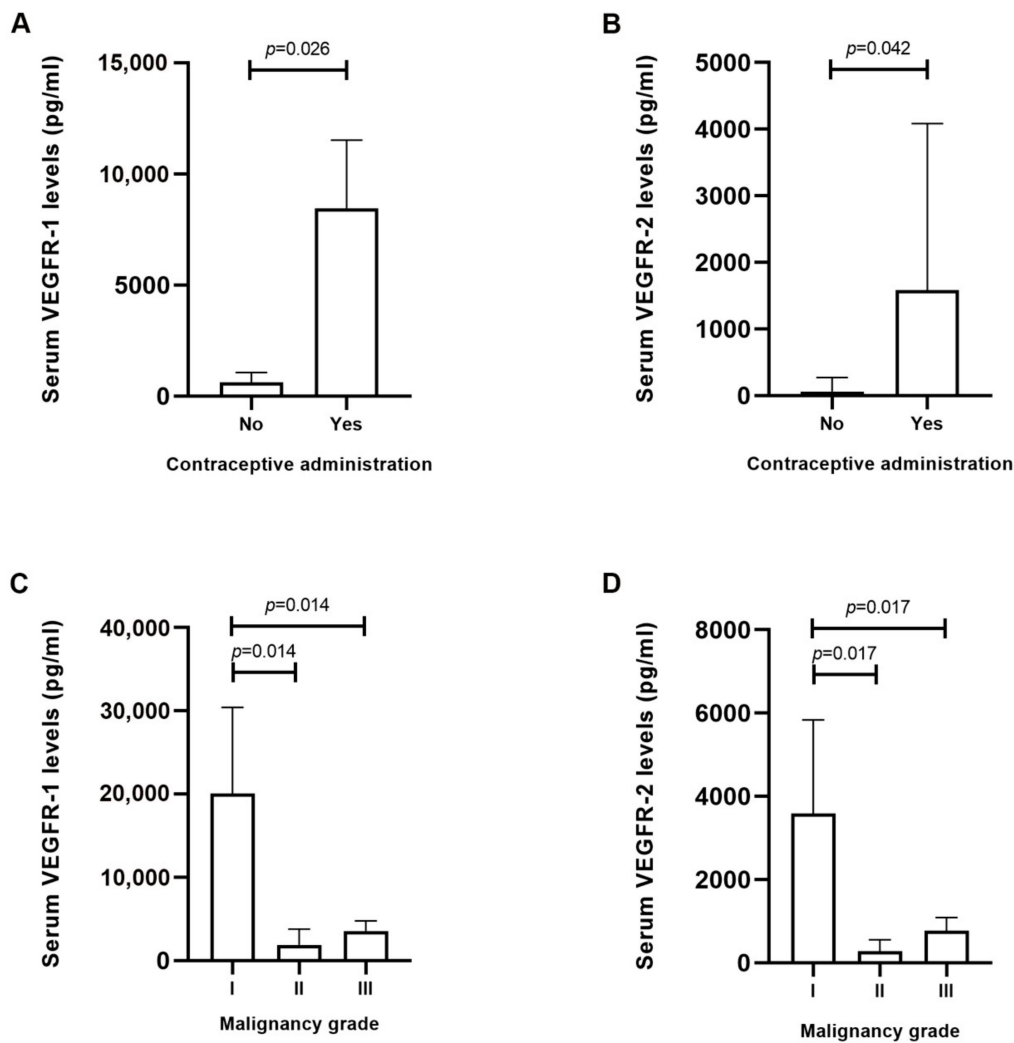 A
Serum VEGFR-1 levels (pg/ml)
p=0.026
15,000
10,000
5000
0
No Yes
Contraceptive administration
B
Serum VEGFR-2 levels (pg/ml)
p=0.042
5000
4000
3000
2000
1000
0
No Yes
Contraceptive administration
C
Serum VEGFR-1 levels (pg/ml)
p=0.014
p=0.014
40,000
30,000
20,000
10,000
0
I II III
Malignancy grade
D
Serum VEGFR-2 levels (pg/ml)
p=0.017
p=0.017
8000
6000
4000
2000
0
I II III
Malignancy grade